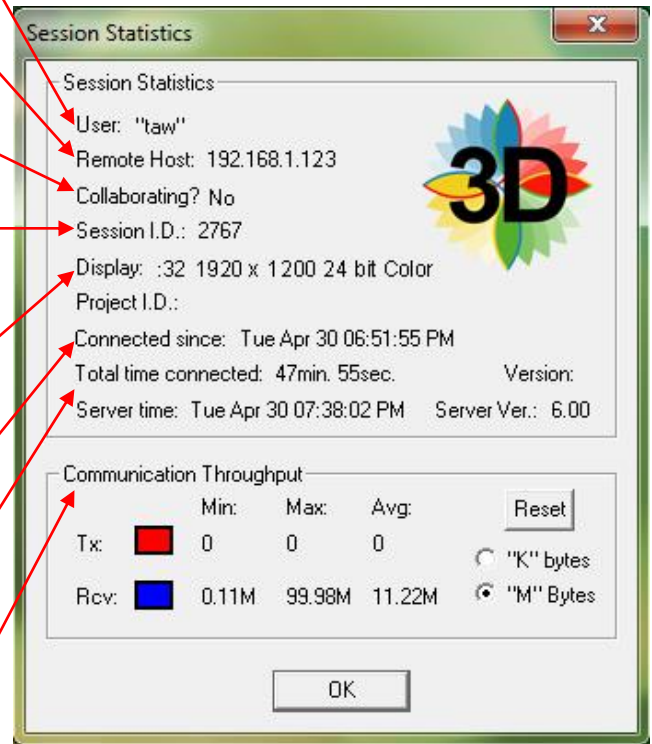 Session Statistics
Session Statistics
User: "taw"
Remote Host: 192.168.1.123
3D
Collaborating? No
Session I.D.: 2767
Display: :32 1920 x 1200 24 bit Color
Project I.D.:
Connected since: Tue Apr 30 06:51:55 PM
Total time connected: 47min. 55sec. Version:
Server time: Tue Apr 30 07:38:02 PM Server Ver.: 6.00
Communication Throughput
Min: Max: Avg: Reset
Tx: 0 0 0
"K" bytes
Rcv: 0.11M 99.98M 11.22M "M" Bytes
OK